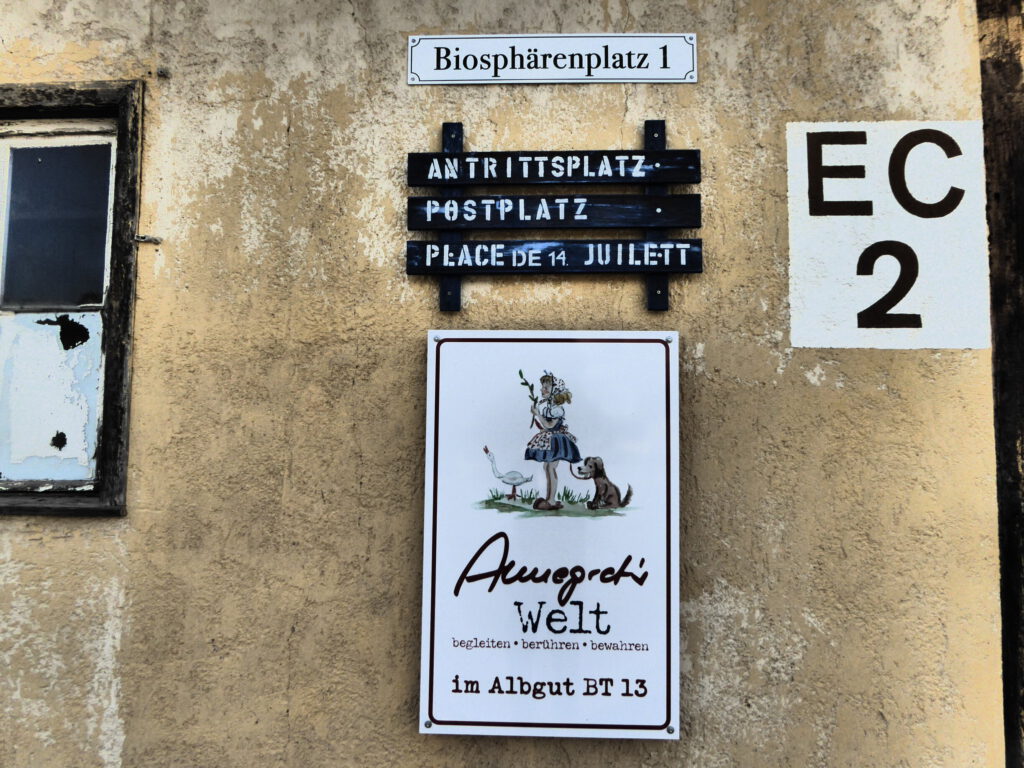 Biosphärenplatz 1
ANTRITTSPLATZ
POSTPLATZ
PLACE DE 14. JUILETT
EC
2
Annegret's
Welt
begleiten • berühren • bewahren
im Albgut BT 13